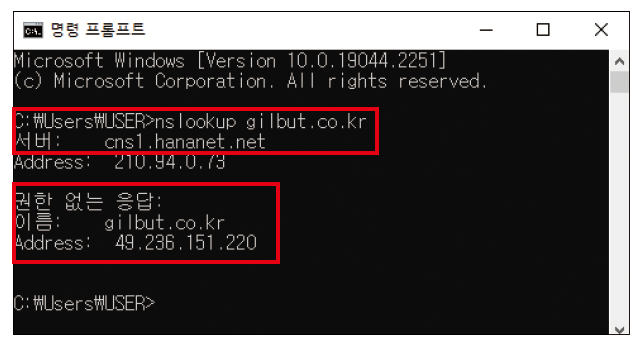 명령 프롬프트
Microsoft Windows [Version 10.0.19044.2251]
(c) Microsoft Corporation. All rights reserved.
C:₩Users₩USER>nslookup gilbut.co.kr
서버: cns1.hananet.net
Address: 210.94.0.73
권한 없는 응답:
이름: gilbut.co.kr
Address: 49.236.151.220
C:₩Users₩USER>